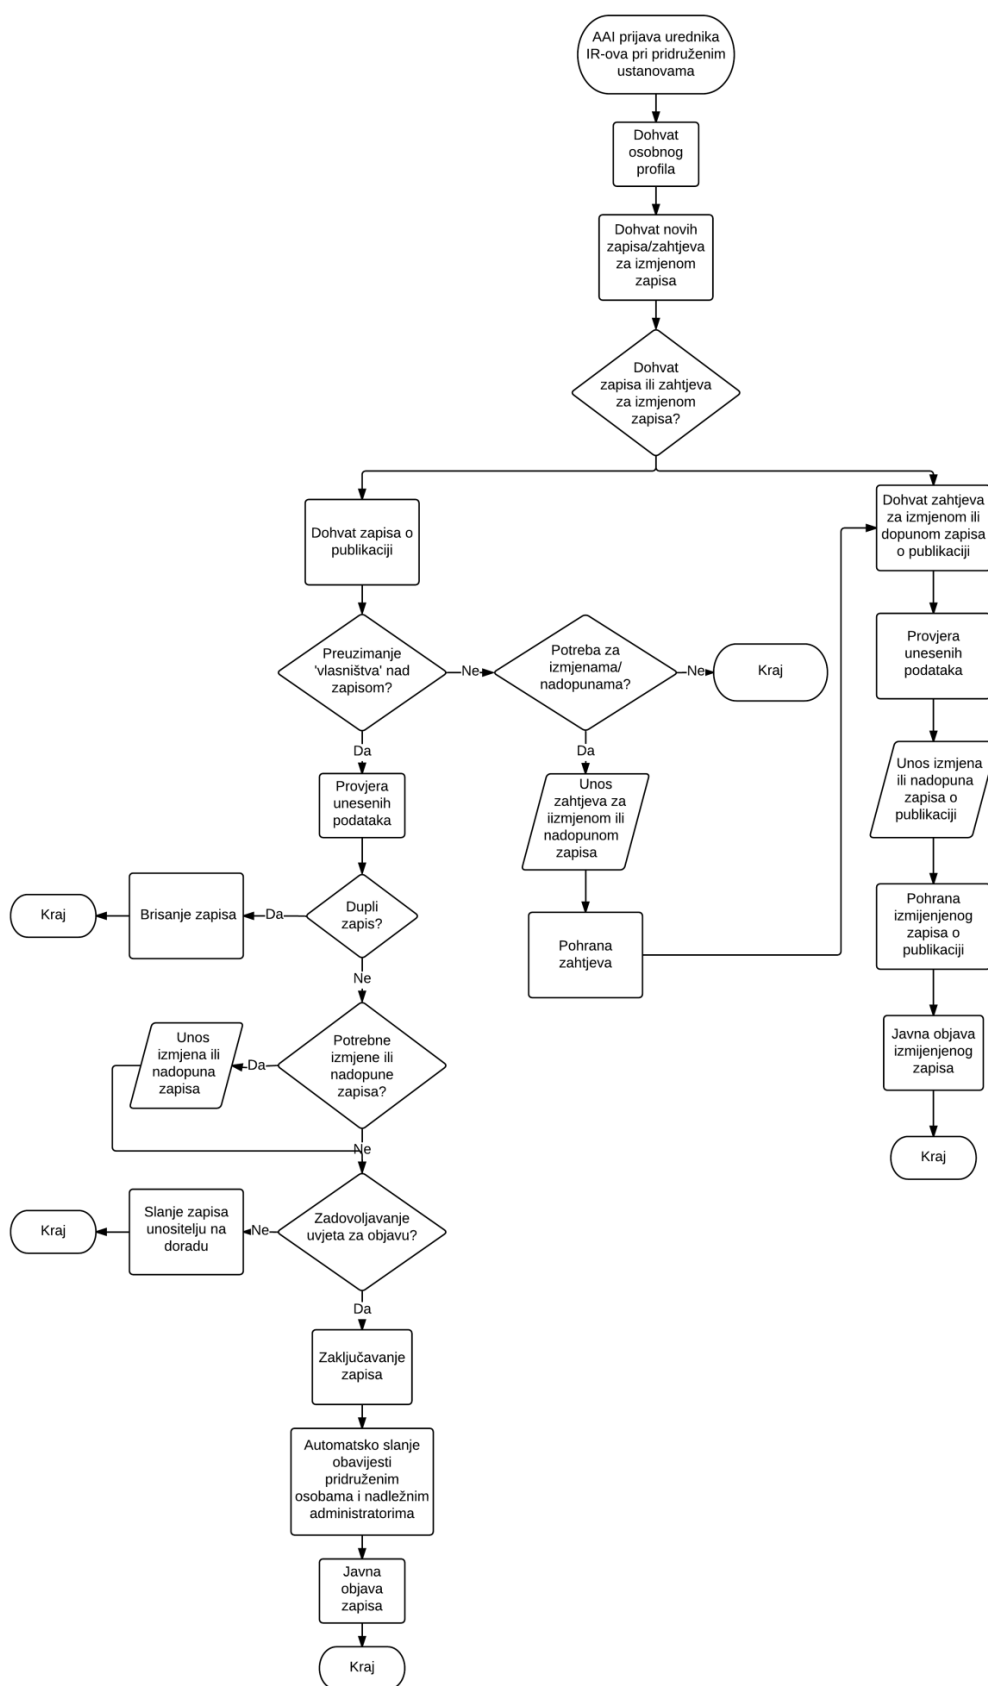 AAI prijava urednika
IR-ova pri pridruženim
ustanovama
Dohvat
osobnog
profila
Dohvat novih
zapisa/zahtjeva
za izmjenom
zapisa
Dohvat
zapisa ili zahtjeva
za izmjenom
zapisa?
Dohvat zapisa o
publikaciji
Dohvat zahtjeva
za izmjenom ili
dopunom zapisa
o publikaciji
Preuzimanje
'vlasništva' nad
zapisom?
Ne
Potreba za
izmjenama/
nadopunama?
Ne
Kraj
Provjera
unesenih
podataka
Da
Da
Provjera
unesenih
podataka
Unos
zahtjeva za
iizmjenom ili
nadopunom
zapisa
Unos izmjena
ili nadopuna
zapisa o
publikaciji
Kraj
Brisanje zapisa
Da
Dupli
zapis?
Pohrana
zahtjeva
Pohrana
izmijenjenog
zapisa o
publikaciji
Ne
Unos
izmjena ili
nadopuna
zapisa
Da
Potrebne
izmjene ili
nadopune
zapisa?
Javna objava
izmijenjenog
zapisa
Ne
Kraj
Kraj
Slanje zapisa
unositelju na
doradu
Ne
Zadovoljavanje
uvjeta za objavu?
Da
Zaključavanje
zapisa
Automatsko slanje
obavijesti
pridruženim
osobama i nadležnim
administratorima
Javna
objava
zapisa
Kraj